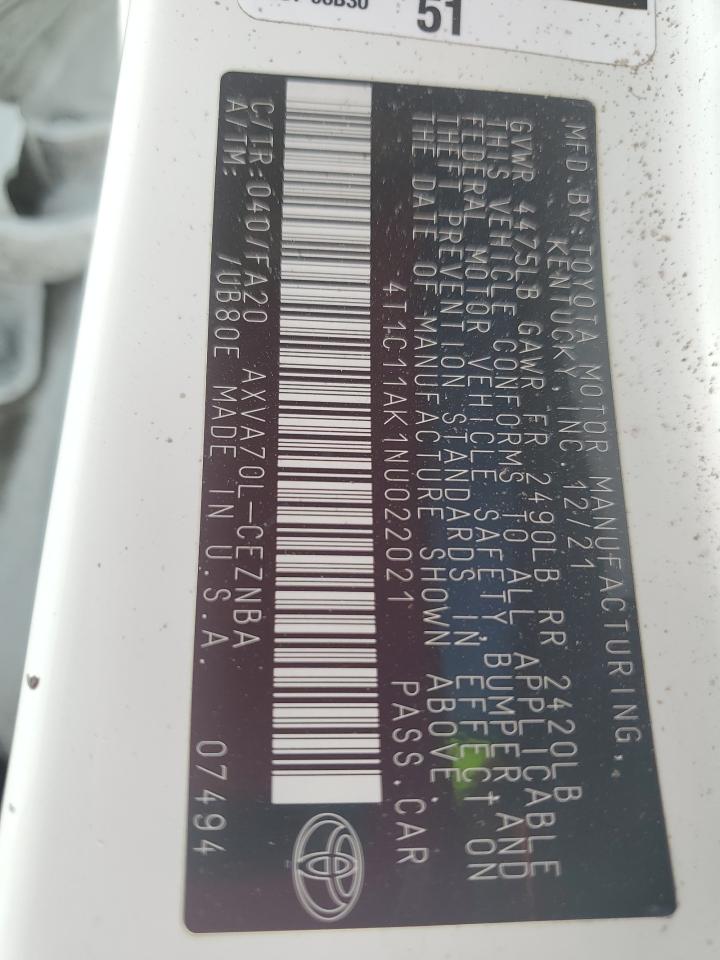 51
MFD BY:TOYOTA MOTOR MANUFACTURING,
KENTUCKY, INC. 12/21
GVWR 4475LB GAWR FR 2490LB RR 2420LB
THIS VEHICLE CONFORMS TO ALL APPLICABLE
FEDERAL MOTOR VEHICLE SAFETY, BUMPER, AND
THEFT PREVENTION STANDARDS IN EFFECT ON
THE DATE OF MANUFACTURE SHOWN ABOVE.
4T1C11AK1NU022021 PASS.CAR
C/TR:040/FA20 AXVA70L-CEZNBA
A/TM: /UB80E MADE IN U.S.A. 07494